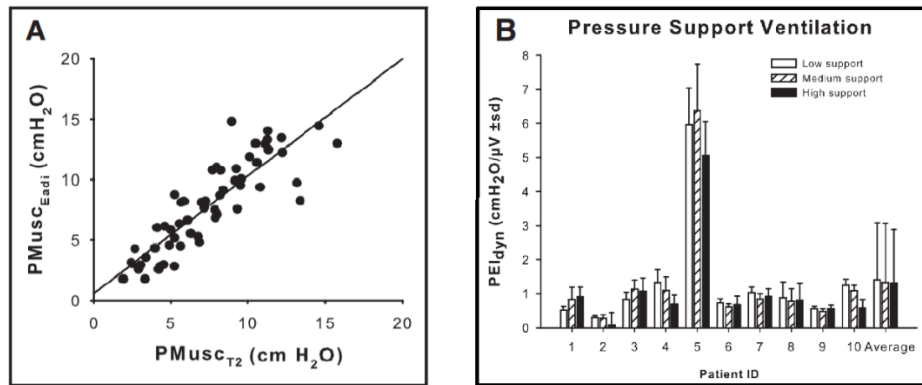 A
20
15
10
5
0
PMusc_Eadi (cmH₂O)
0 5 10 15 20
PMusc_T2 (cm H₂O)
B
Pressure Support Ventilation
8
7
6
5
4
3
2
1
0
PEI_dyn (cmH₂O/µV ±sd)
Low support
Medium support
High support
1 2 3 4 5 6 7 8 9 10 Average
Patient ID